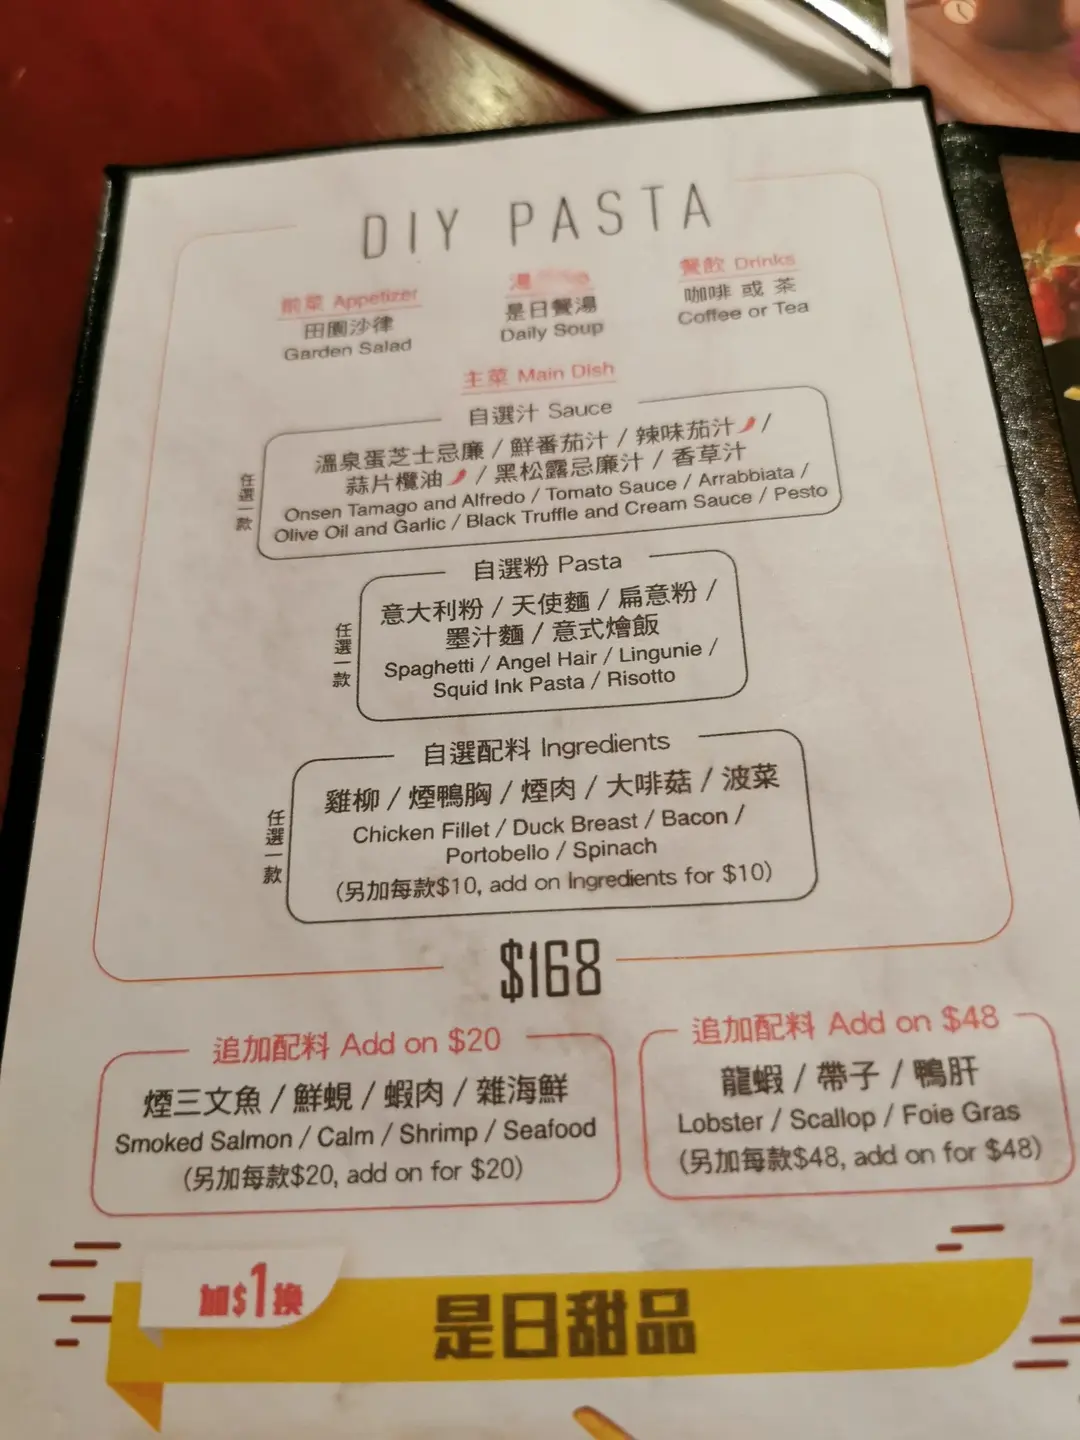 DIY PASTA
前菜 Appetizer
田園沙律
Garden Salad
湯
是日餐湯
Daily Soup
餐飲 Drinks
咖啡 或 茶
Coffee or Tea
主菜 Main Dish
自選汁 Sauce
任選一款
溫泉蛋芝士忌廉 / 鮮番茄汁 / 辣味茄汁 /
蒜片欖油 / 黑松露忌廉汁 / 香草汁
Onsen Tamago and Alfredo / Tomato Sauce / Arrabbiata /
Olive Oil and Garlic / Black Truffle and Cream Sauce / Pesto
自選粉 Pasta
任選一款
意大利粉 / 天使麵 / 扁意粉 /
墨汁麵 / 意式燴飯
Spaghetti / Angel Hair / Lingunie /
Squid Ink Pasta / Risotto
自選配料 Ingredients
任選一款
雞柳 / 煙鴨胸 / 煙肉 / 大啡菇 / 波菜
Chicken Fillet / Duck Breast / Bacon /
Portobello / Spinach
(另加每款$10, add on Ingredients for $10)
$168
追加配料 Add on $20
煙三文魚 / 鮮蜆 / 蝦肉 / 雜海鮮
Smoked Salmon / Calm / Shrimp / Seafood
(另加每款$20, add on for $20)
追加配料 Add on $48
龍蝦 / 帶子 / 鴨肝
Lobster / Scallop / Foie Gras
(另加每款$48, add on for $48)
加$1換
是日甜品